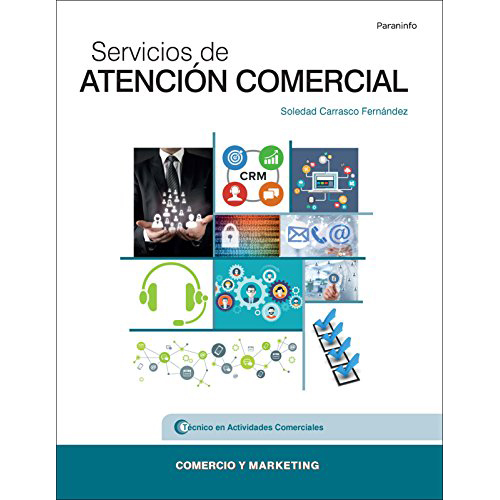 Paraninfo
Servicios de
ATENCIÓN COMERCIAL
Soledad Carrasco Fernández
CRM
@
Técnico en Actividades Comerciales
COMERCIO Y MARKETING